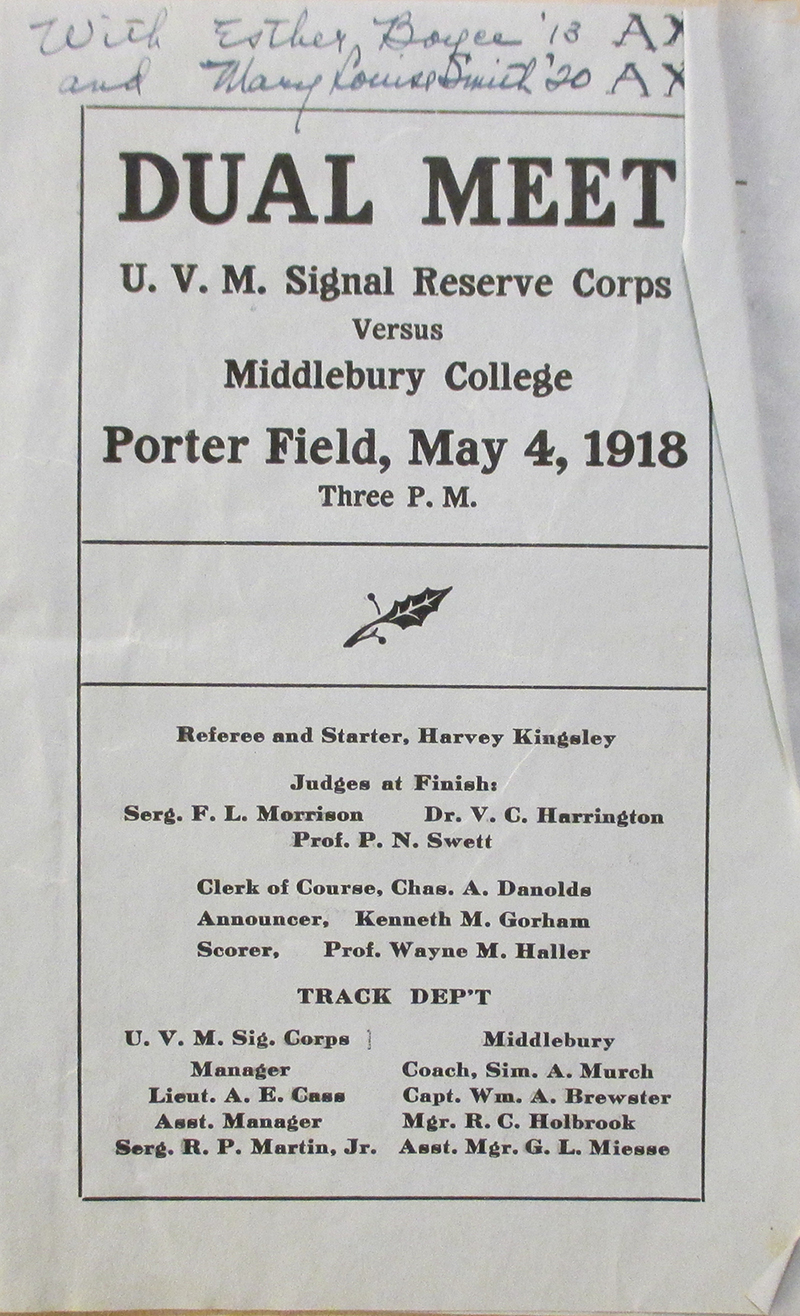 With Esther Boyce '18 AX
and Mary Louise Smith '20 AX
DUAL MEET
U. V. M. Signal Reserve Corps
Versus
Middlebury College
Porter Field, May 4, 1918
Three P. M.
Referee and Starter, Harvey Kingsley
Judges at Finish:
Serg. F. L. Morrison Dr. V. C. Harrington
Prof. P. N. Swett
Clerk of Course, Chas. A. Danolds
Announcer, Kenneth M. Gorham
Scorer, Prof. Wayne M. Haller
TRACK DEP'T
U. V. M. Sig. Corps Middlebury
Manager Coach, Sim. A. Murch
Lieut. A. E. Cass Capt. Wm. A. Brewster
Asst. Manager Mgr. R. C. Holbrook
Serg. R. P. Martin, Jr. Asst. Mgr. G. L. Miesse